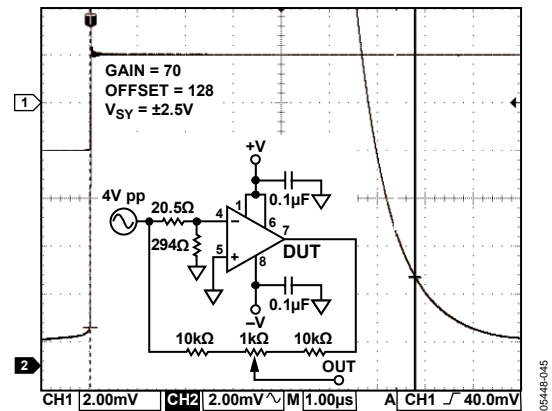 T
GAIN = 70
OFFSET = 128
VSY = ±2.5V
1
+V
4V pp
20.5Ω
1
0.1µF
4
−
6
7
294Ω
5
+
8
DUT
0.1µF
−V
10kΩ
1kΩ
10kΩ
OUT
2
CH1 2.00mV CH2 2.00mV M 1.00µs A CH1 40.0mV
05448-045